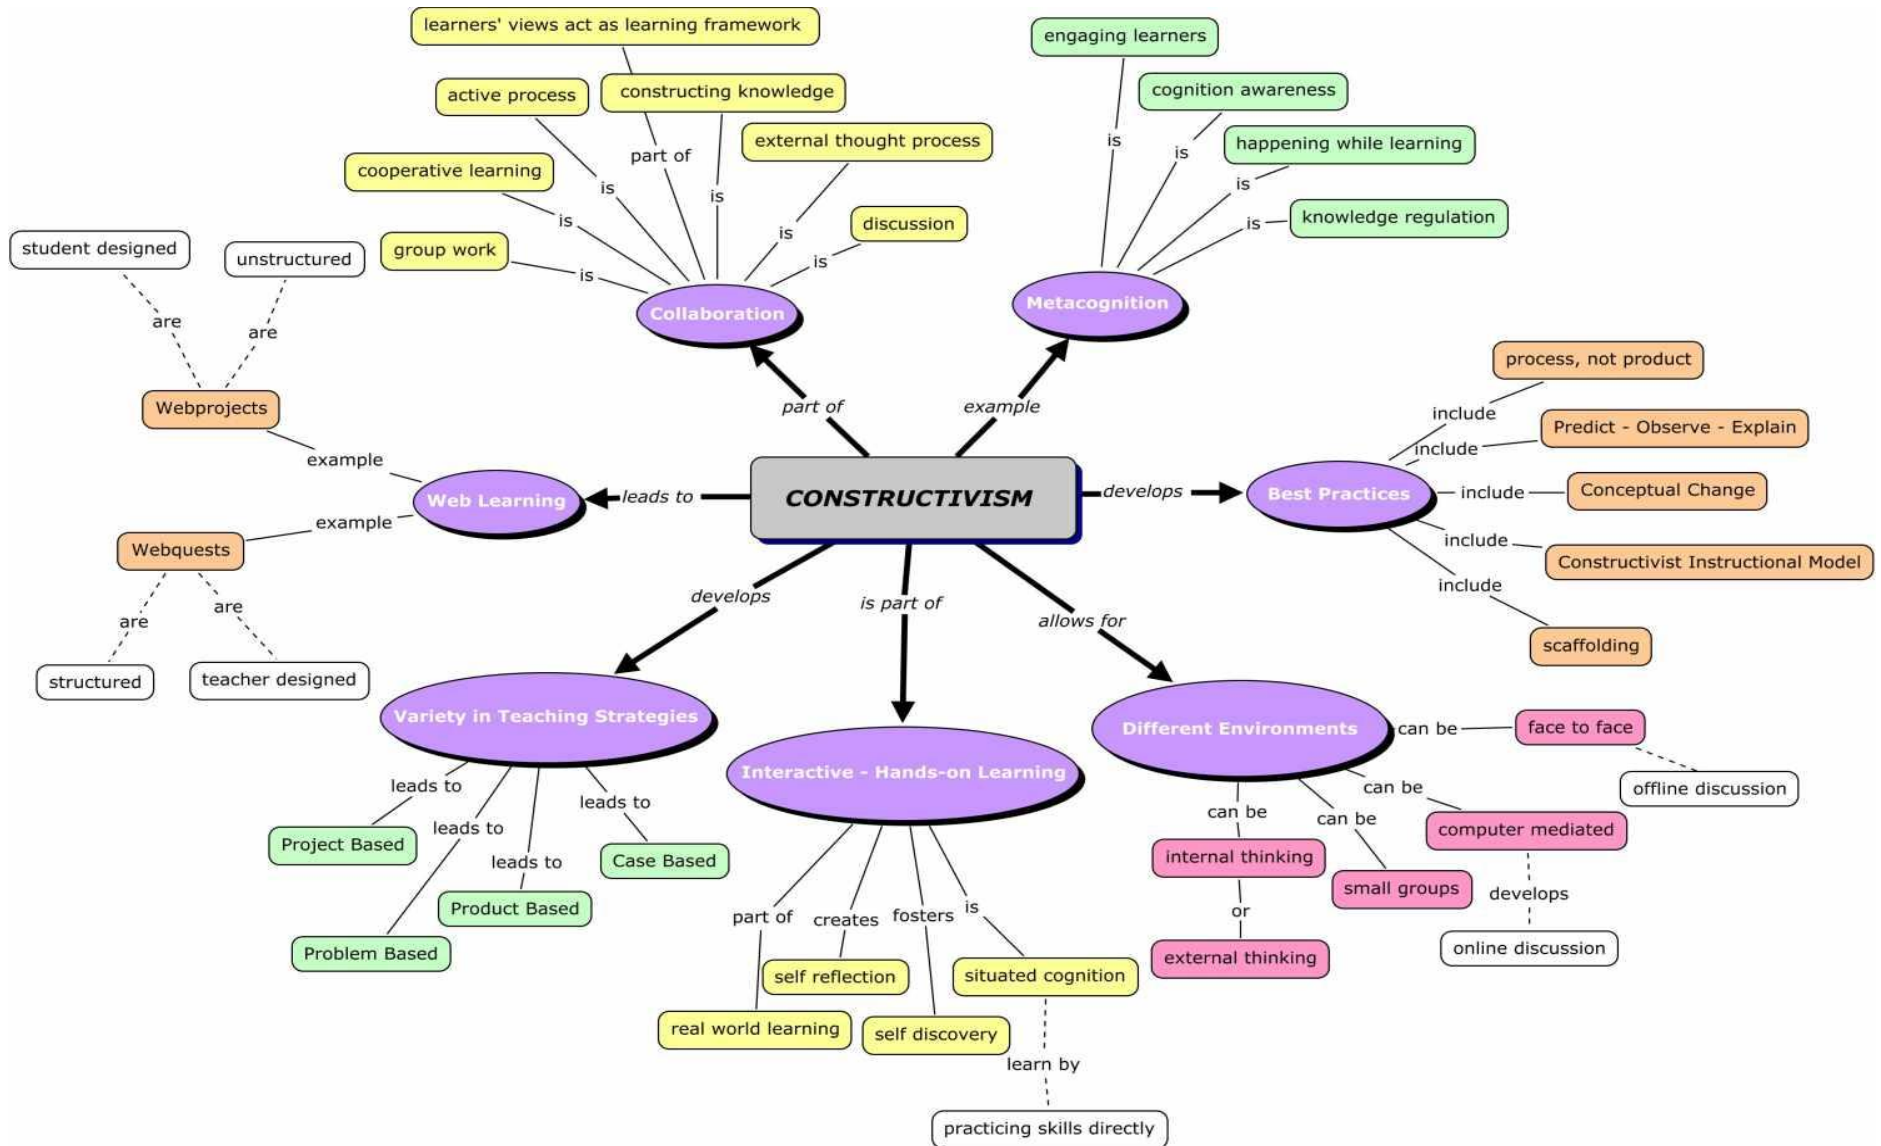 learners' views act as learning framework
engaging learners
active process
constructing knowledge
cognition awareness
external thought process
happening while learning
is
part of
is
cooperative learning
is
is
is
is
knowledge regulation
student designed
unstructured
group work
is
is
is
discussion
is
is
Collaboration
Metacognition
are
are
process, not product
Webprojects
part of
example
include
Predict - Observe - Explain
include
example
Web Learning
leads to
CONSTRUCTIVISM
develops
Best Practices
include
Conceptual Change
example
Webquests
include
Constructivist Instructional Model
include
are
are
develops
is part of
allows for
scaffolding
structured
teacher designed
Variety in Teaching Strategies
Different Environments
can be
face to face
Interactive - Hands-on Learning
offline discussion
leads to
leads to
can be
can be
can be
leads to
Project Based
Case Based
leads to
computer mediated
internal thinking
small groups
develops
Product Based
part of
creates
fosters
is
or
Problem Based
external thinking
online discussion
self reflection
situated cognition
real world learning
self discovery
learn by
practicing skills directly